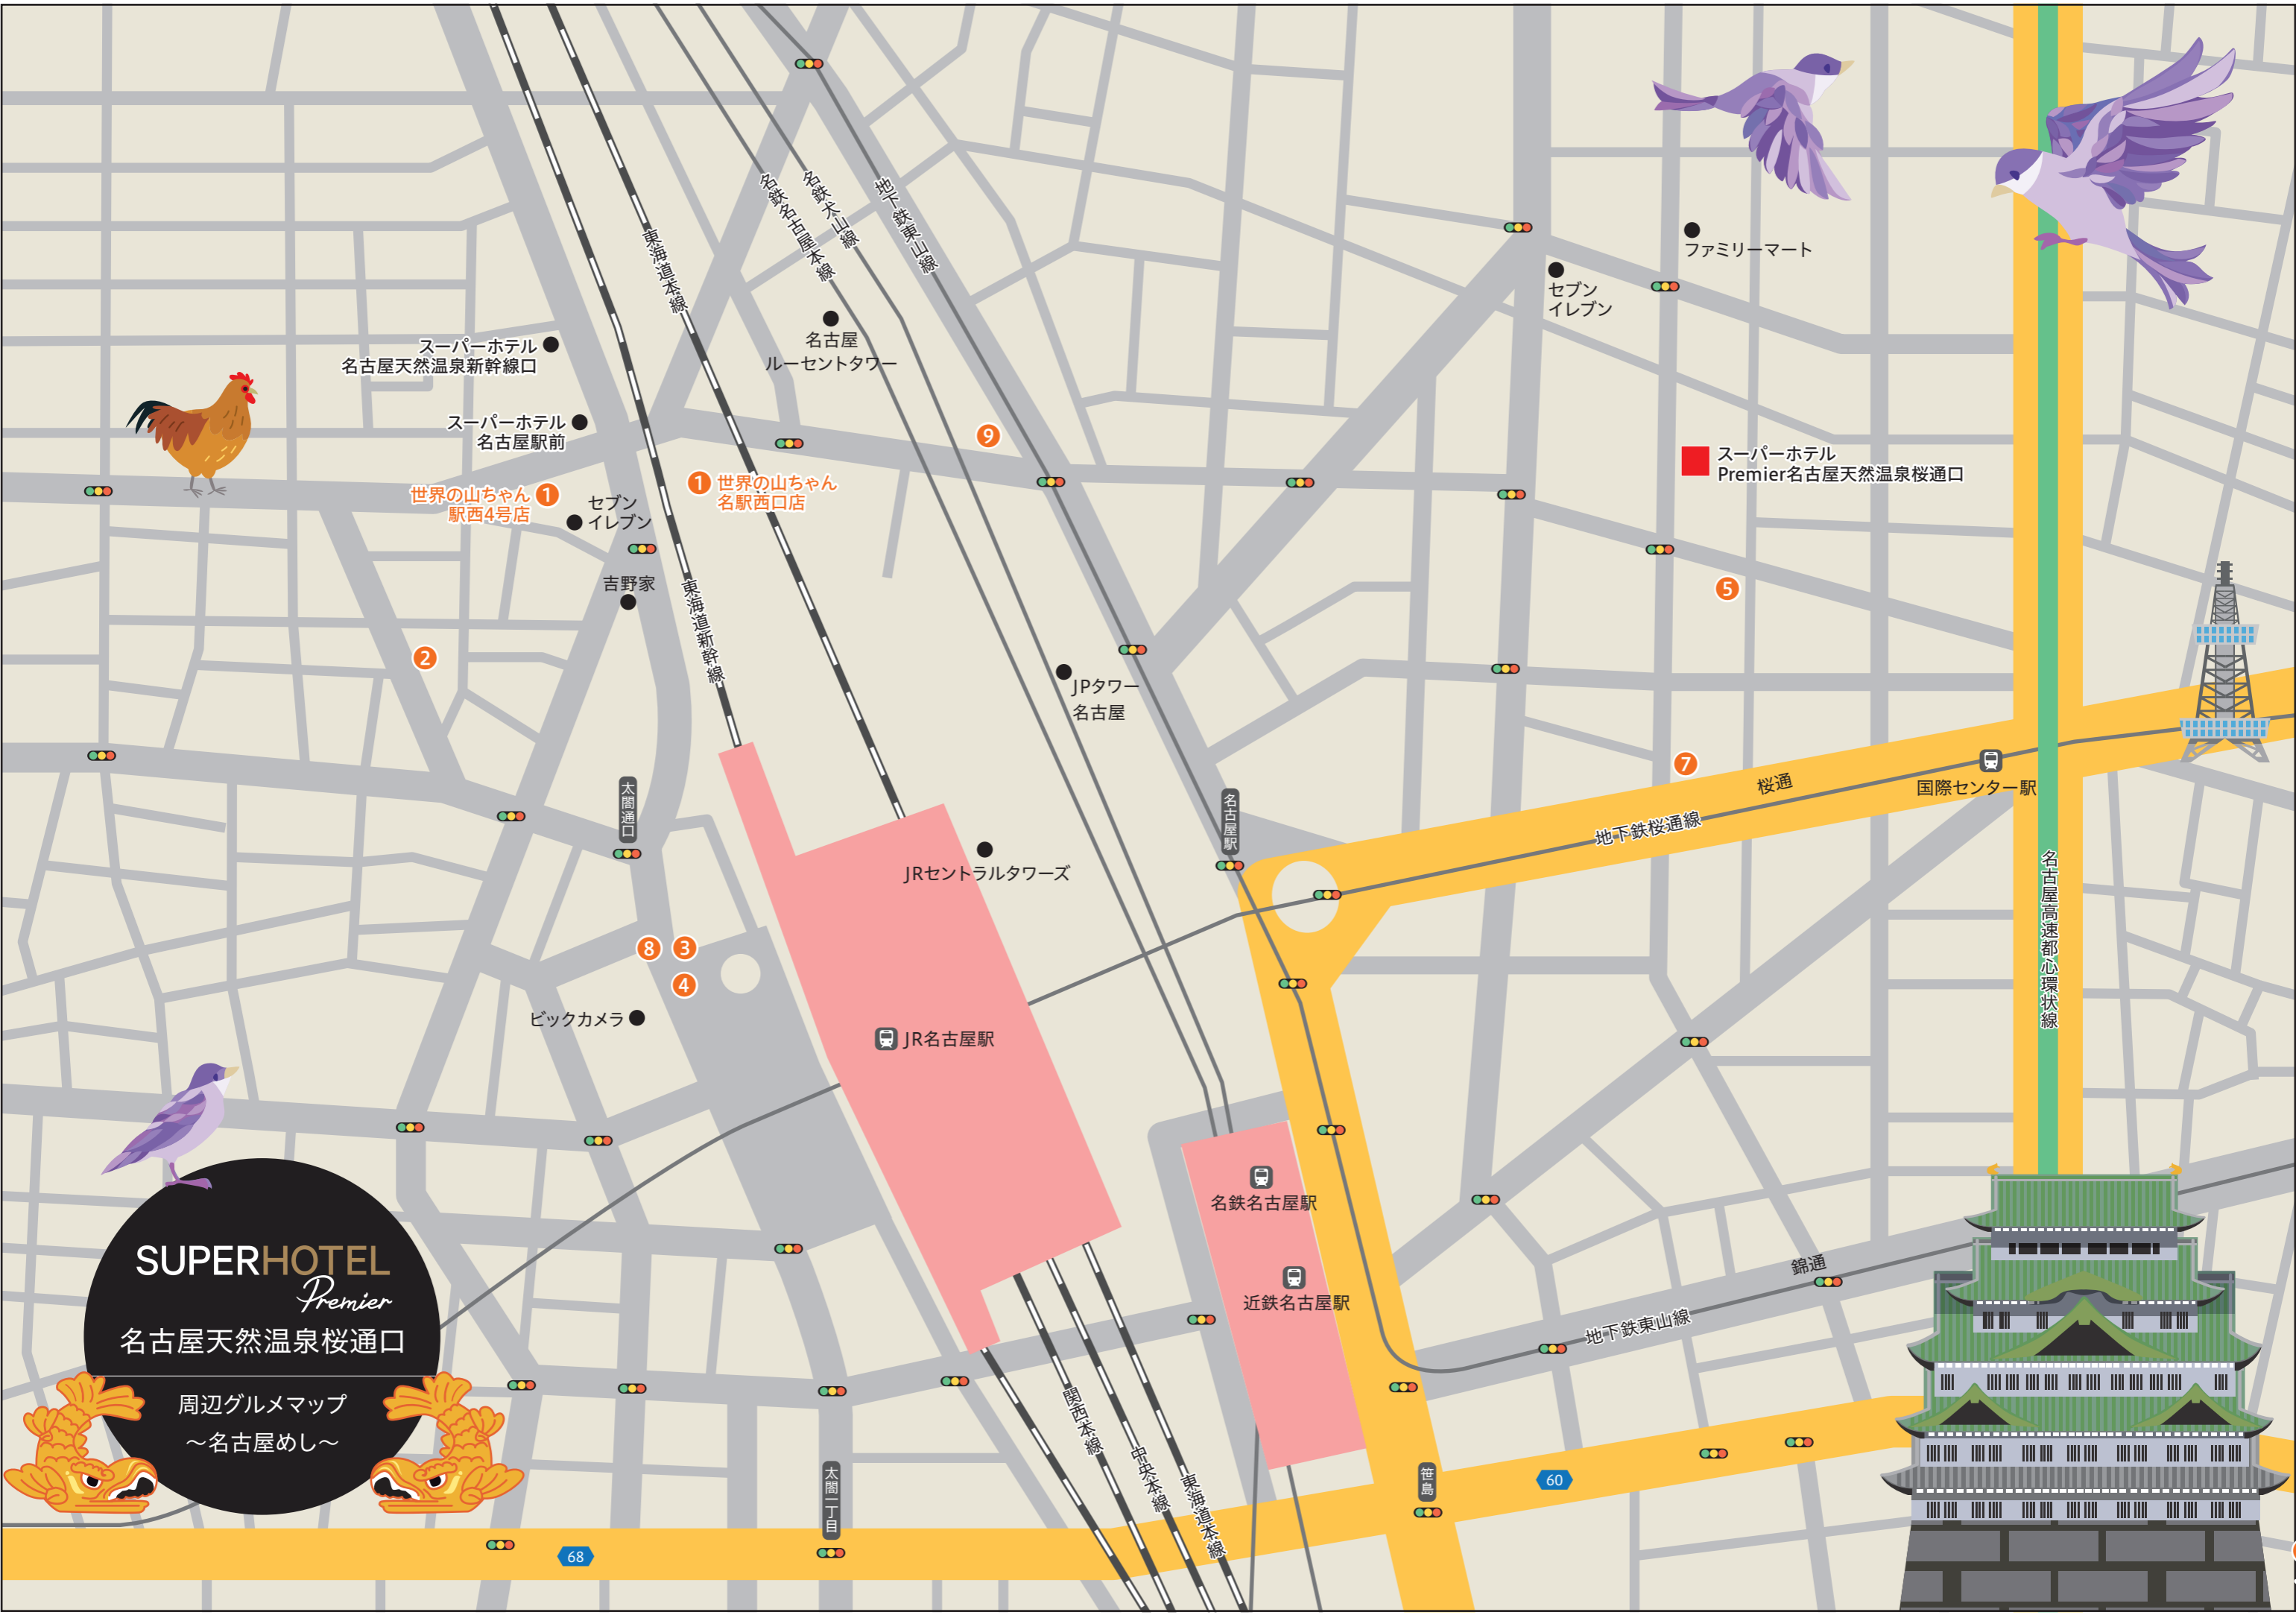 名鉄名古屋本線
名鉄犬山線
地下鉄東山線
東海道本線
ファミリーマート
セブン
イレブン
名古屋
ルーセントタワー
スーパーホテル
名古屋天然温泉新幹線口
スーパーホテル
名古屋駅前
9
スーパーホテル
Premier名古屋天然温泉桜通口
世界の山ちゃん
駅西4号店
1
1
世界の山ちゃん
名駅西口店
セブン
イレブン
吉野家
東海道新幹線
5
2
JPタワー
名古屋
7
桜通
国際センター駅
地下鉄桜通線
太閤通口
名古屋駅
JRセントラルタワーズ
名古屋高速都心環状線
8
3
4
ビックカメラ
JR名古屋駅
名鉄名古屋駅
近鉄名古屋駅
錦通
地下鉄東山線
SUPERHOTEL
Premier
名古屋天然温泉桜通口
周辺グルメマップ
～名古屋めし～
関西本線
中央本線
東海道本線
太閤一丁目
笹島
60
68